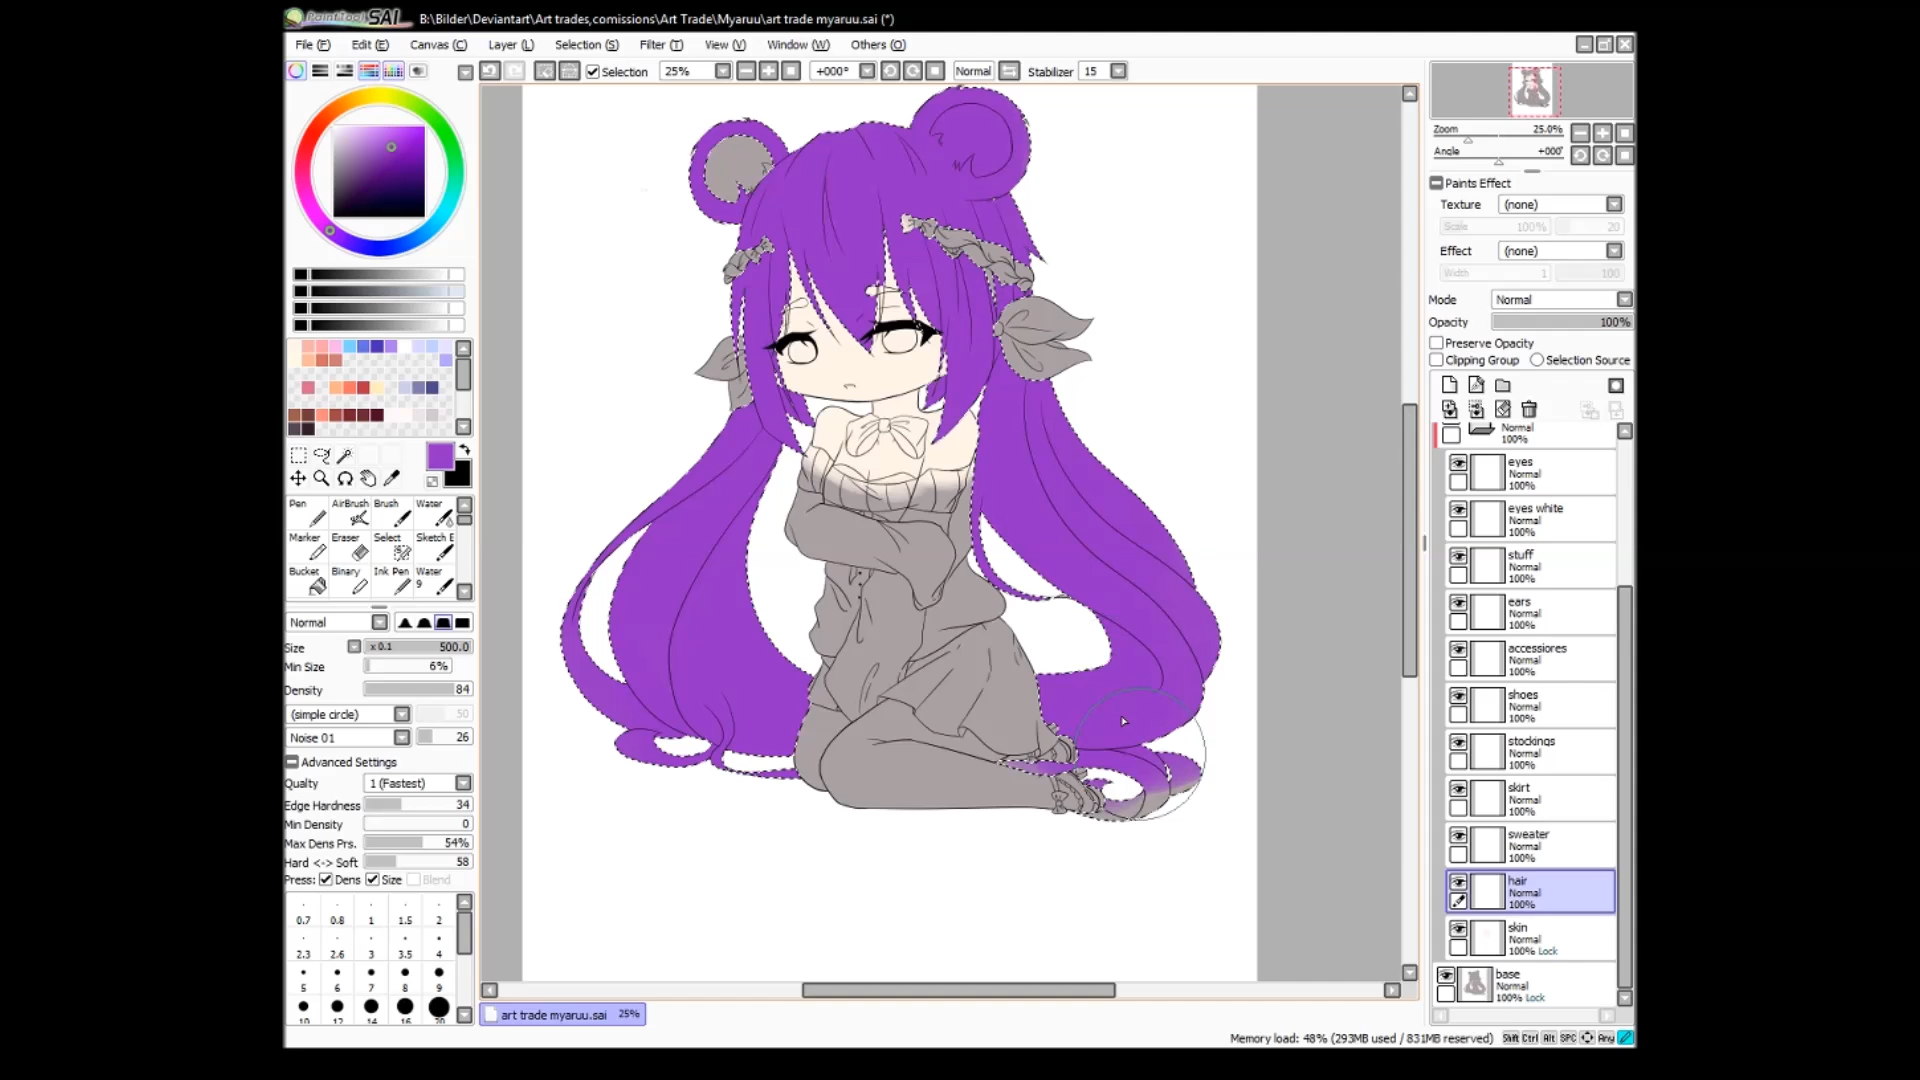 PaintTool SAI B:\Bilder\Deviantart\Art trades,comissions\Art Trade\Myaruu\art trade myaruu.sai (*)
File (F) Edit (E) Canvas (C) Layer (L) Selection (S) Filter (T) View (V) Window (W) Others (O)
Selection 25% +000° Normal Stabilizer 15
Zoom 25.0%
Angle +000°
Paints Effect
Texture (none)
Scale 100% 20
Effect (none)
Width 1 100
Mode Normal
Opacity 100%
Preserve Opacity
Clipping Group Selection Source
Normal
100%
eyes
Normal
100%
eyes white
Normal
100%
stuff
Normal
100%
ears
Normal
100%
accessiores
Normal
100%
shoes
Normal
100%
stockings
Normal
100%
skirt
Normal
100%
sweater
Normal
100%
hair
Normal
100%
skin
Normal
100% Lock
base
Normal
100% Lock
Pen AirBrush Brush Water
Marker Eraser Select Sketch E
Bucket Binary Ink Pen Water
9
Normal
Size x 0.1 500.0
Min Size 6%
Density 84
(simple circle) 50
Noise 01 26
Advanced Settings
Quality 1 (Fastest)
Edge Hardness 34
Min Density 0
Max Dens Prs. 54%
Hard <-> Soft 58
Press: Dens Size Blend
0.7 0.8 1 1.5 2
2.3 2.6 3 3.5 4
5 6 7 8 9
10 12 14 16 20
art trade myaruu.sai 25%
Memory load: 48% (293MB used / 831MB reserved) Shift Ctrl Alt SPC Any